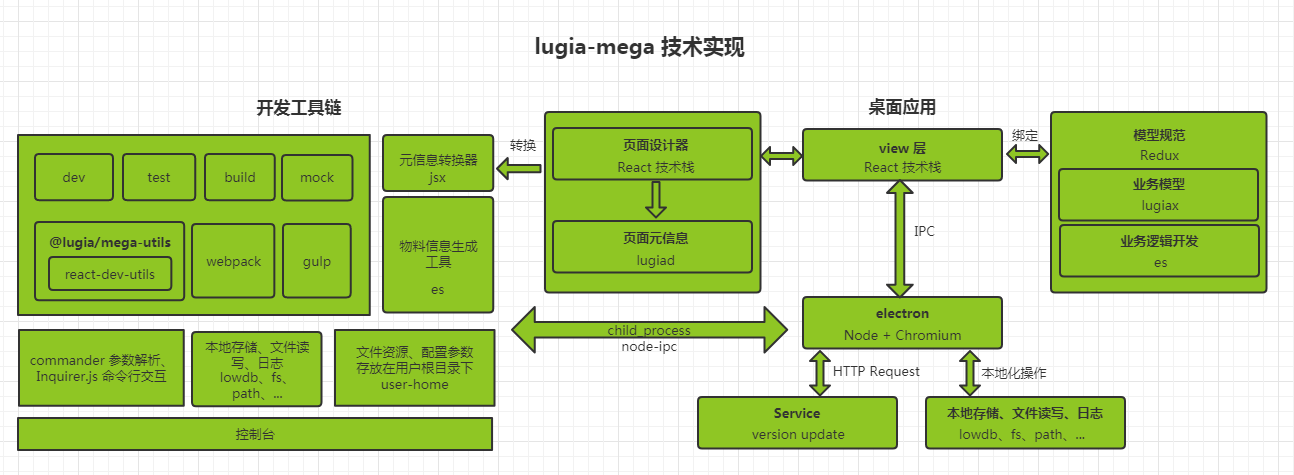 lugia-mega 技术实现
开发工具链
dev
test
build
mock
@lugia/mega-utils
react-dev-utils
webpack
gulp
元信息转换器
jsx
物料信息生成
工具
es
commander 参数解析、
Inquirer.js 命令行交互
本地存储、文件读
写、日志
lowdb、fs、
path、...
文件资源、配置参数
存放在用户根目录下
user-home
控制台
转换
页面设计器
React 技术栈
页面元信息
lugiad
child_process
node-ipc
桌面应用
view 层
React 技术栈
IPC
electron
Node + Chromium
HTTP Request
本地化操作
Service
version update
本地存储、文件读写、日志
lowdb、fs、path、...
绑定
模型规范
Redux
业务模型
lugiax
业务逻辑开发
es